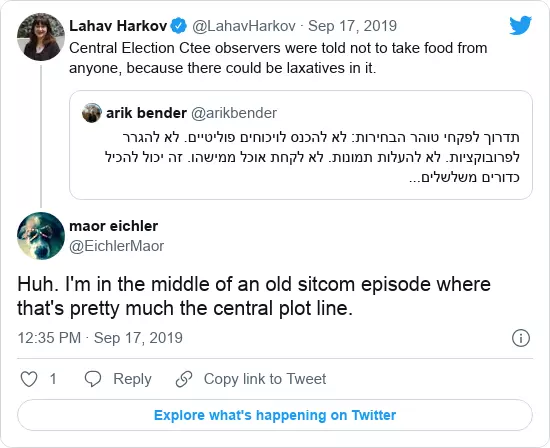 Lahav Harkov @LahavHarkov · Sep 17, 2019
Central Election Ctee observers were told not to take food from
anyone, because there could be laxatives in it.
arik bender @arikbender
תדרוך לפקחי טוהר הבחירות: לא להכנס לויכוחים פוליטיים. לא להגרר
לפרובוקציות. לא להעלות תמונות. לא לקחת אוכל ממישהו. זה יכול להכיל
כדורים משלשלים...
maor eichler
@EichlerMaor
Huh. I'm in the middle of an old sitcom episode where
that's pretty much the central plot line.
12:35 PM · Sep 17, 2019
1 Reply Copy link to Tweet
Explore what's happening on Twitter